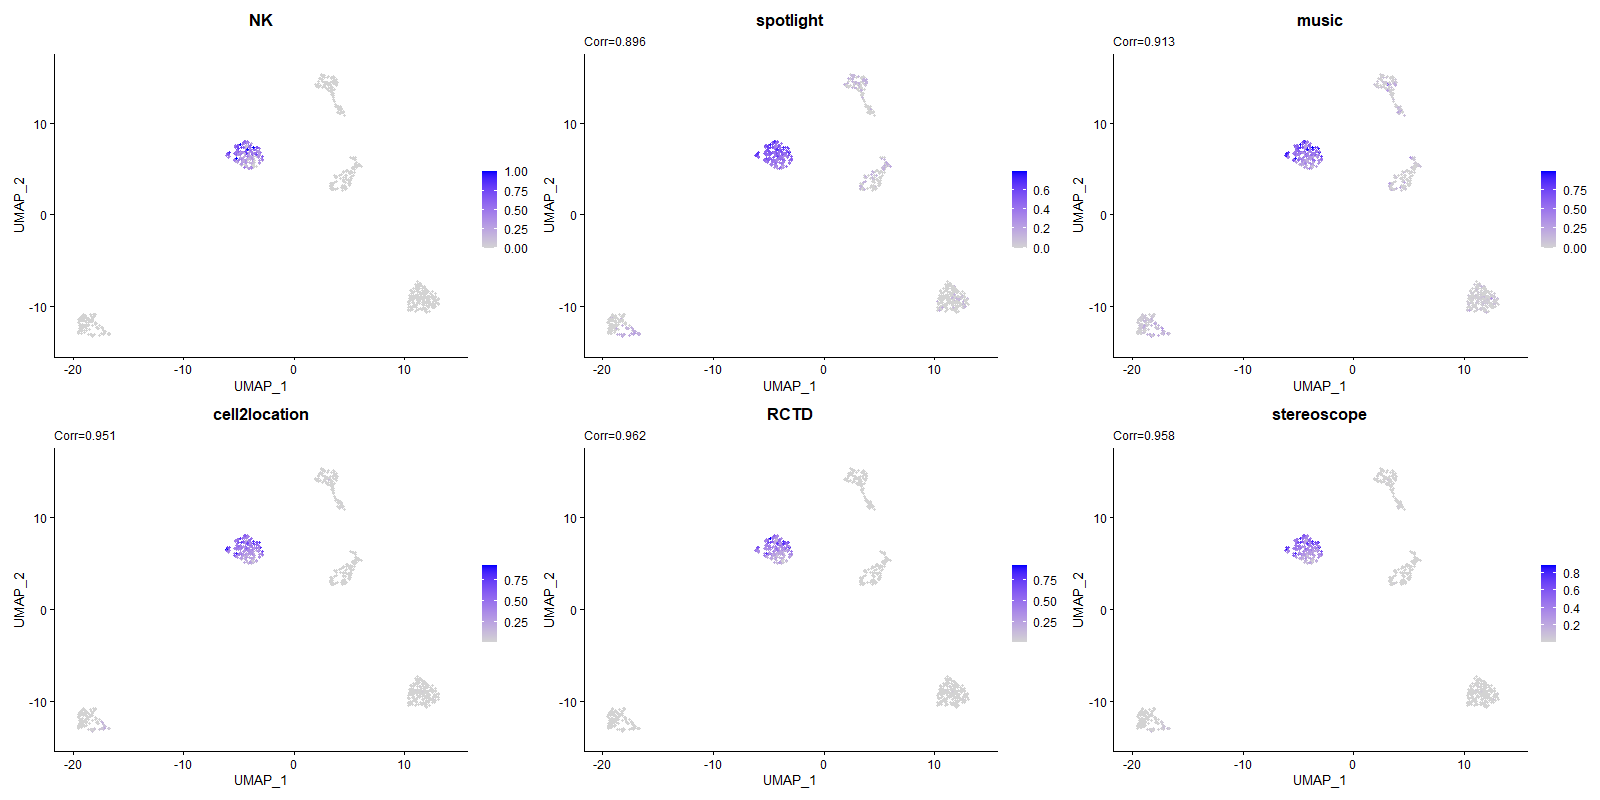 NK
UMAP_2
10
0
-10
-20
-10
0
10
UMAP_1
1.00
0.75
0.50
0.25
0.00
spotlight
Corr=0.896
UMAP_2
10
0
-10
-20
-10
0
10
UMAP_1
0.6
0.4
0.2
0.0
music
Corr=0.913
UMAP_2
10
0
-10
-20
-10
0
10
UMAP_1
0.75
0.50
0.25
0.00
cell2location
Corr=0.951
UMAP_2
10
0
-10
-20
-10
0
10
UMAP_1
0.75
0.50
0.25
RCTD
Corr=0.962
UMAP_2
10
0
-10
-20
-10
0
10
UMAP_1
0.75
0.50
0.25
stereoscope
Corr=0.958
UMAP_2
10
0
-10
-20
-10
0
10
UMAP_1
0.8
0.6
0.4
0.2